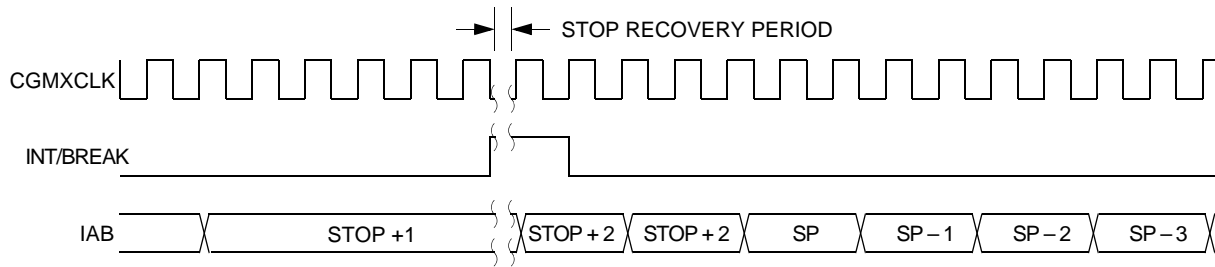 STOP RECOVERY PERIOD
CGMXCLK
INT/BREAK
IAB STOP +1 STOP + 2 STOP + 2 SP SP – 1 SP – 2 SP – 3